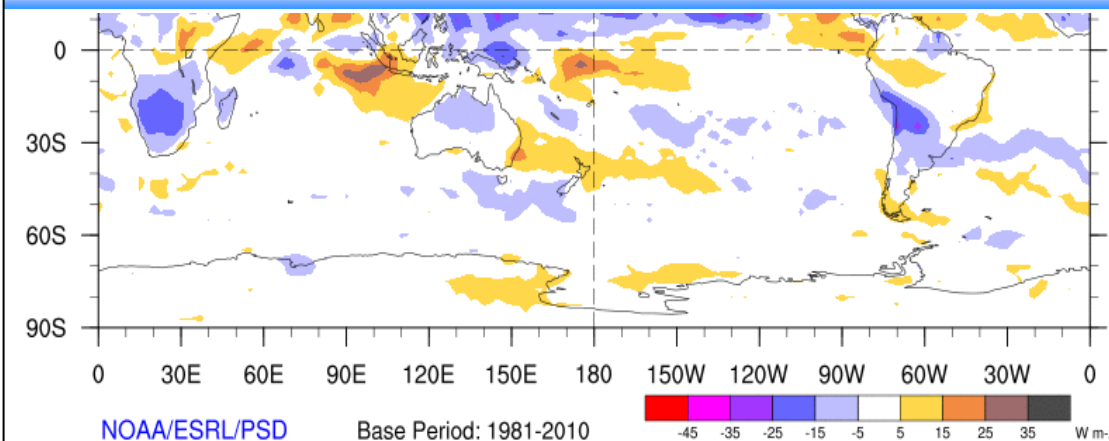 0
30S
60S
90S
0 30E 60E 90E 120E 150E 180 150W 120W 90W 60W 30W 0
-45 -35 -25 -15 -5 5 15 25 35 W m-
NOAA/ESRL/PSD Base Period: 1981-2010